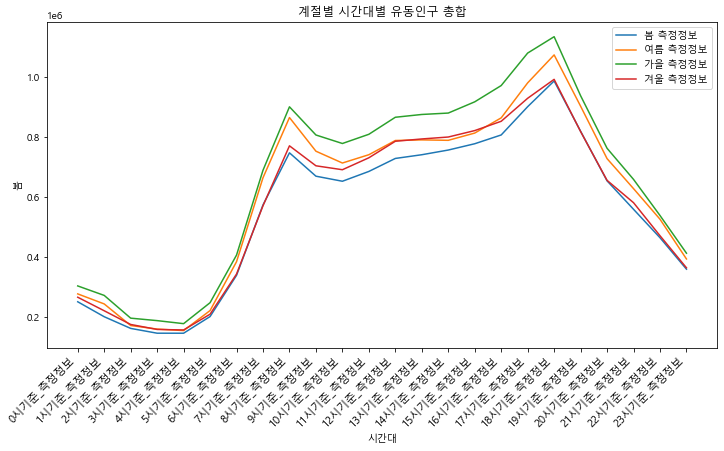 계절별 시간대별 유동인구 총합
1e6
봄 측정정보
여름 측정정보
가을 측정정보
겨울 측정정보
1.0
0.8
0.6
0.4
0.2
봄
0시기준_측정정보
1시기준_측정정보
2시기준_측정정보
3시기준_측정정보
4시기준_측정정보
5시기준_측정정보
6시기준_측정정보
7시기준_측정정보
8시기준_측정정보
9시기준_측정정보
10시기준_측정정보
11시기준_측정정보
12시기준_측정정보
13시기준_측정정보
14시기준_측정정보
15시기준_측정정보
16시기준_측정정보
17시기준_측정정보
18시기준_측정정보
19시기준_측정정보
20시기준_측정정보
21시기준_측정정보
22시기준_측정정보
23시기준_측정정보
시간대